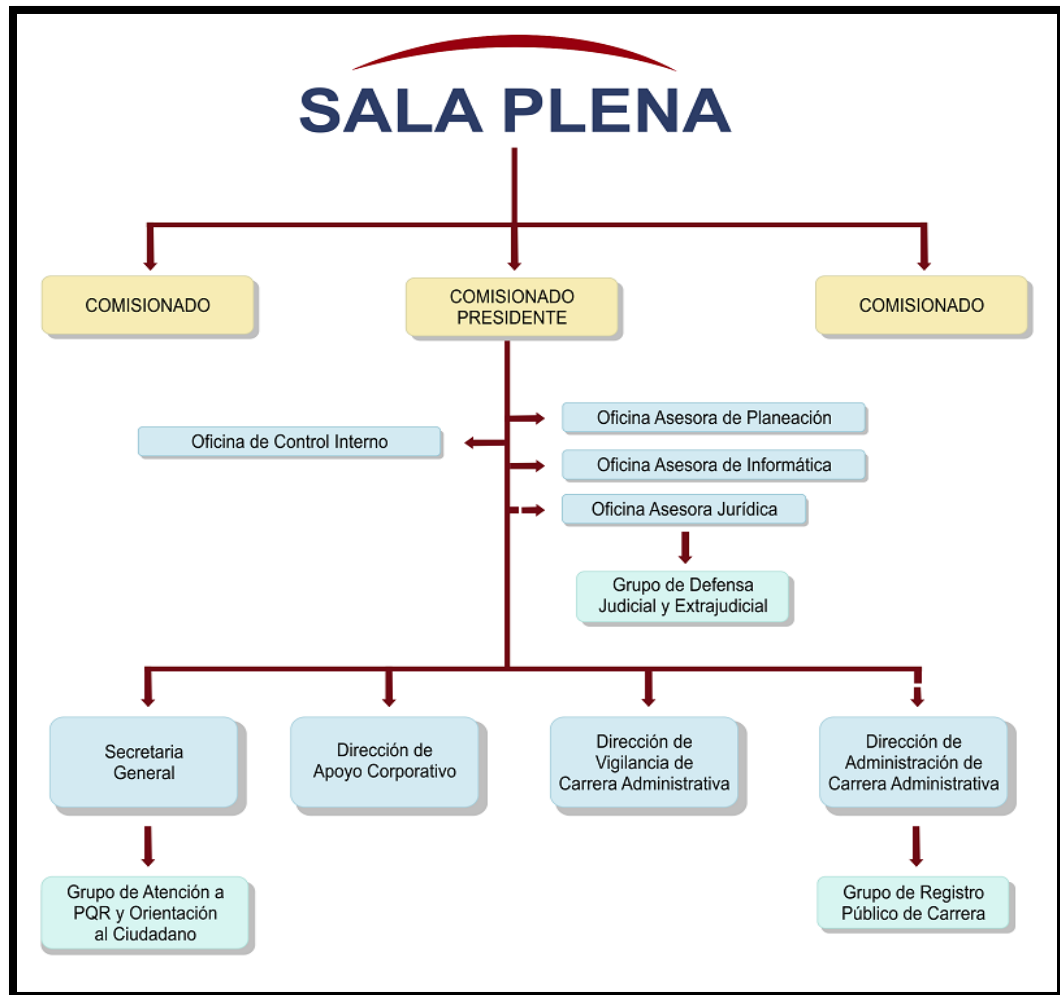 SALA PLENA
COMISIONADO
COMISIONADO
PRESIDENTE
COMISIONADO
Oficina de Control Interno
Oficina Asesora de Planeación
Oficina Asesora de Informática
Oficina Asesora Jurídica
Grupo de Defensa
Judicial y Extrajudicial
Secretaria
General
Dirección de
Apoyo Corporativo
Dirección de
Vigilancia de
Carrera Administrativa
Dirección de
Administración de
Carrera Administrativa
Grupo de Atención a
PQR y Orientación
al Ciudadano
Grupo de Registro
Público de Carrera